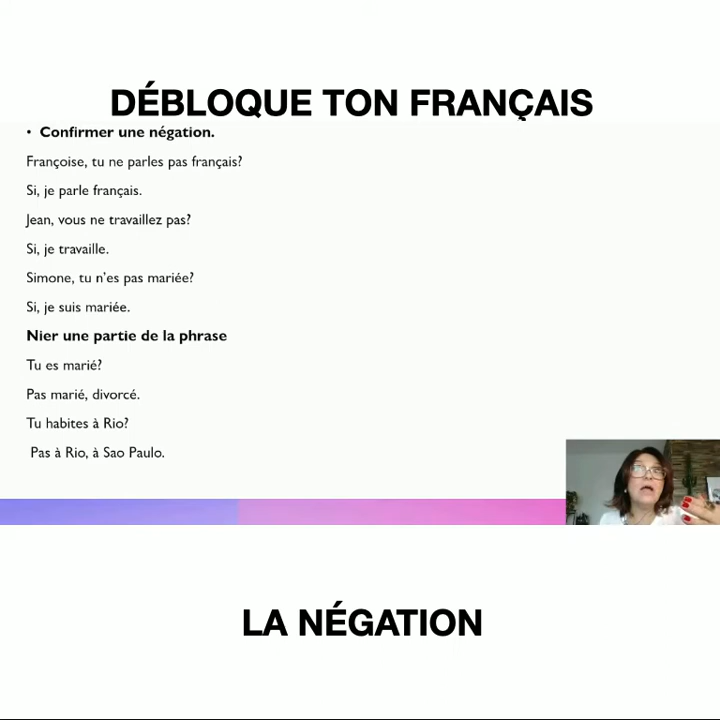 DÉBLOQUE TON FRANÇAIS
• Confirmer une négation.
Françoise, tu ne parles pas français?
Si, je parle français.
Jean, vous ne travaillez pas?
Si, je travaille.
Simone, tu n'es pas mariée?
Si, je suis mariée.
Nier une partie de la phrase
Tu es marié?
Pas marié, divorcé.
Tu habites à Rio?
Pas à Rio, à Sao Paulo.
LA NÉGATION